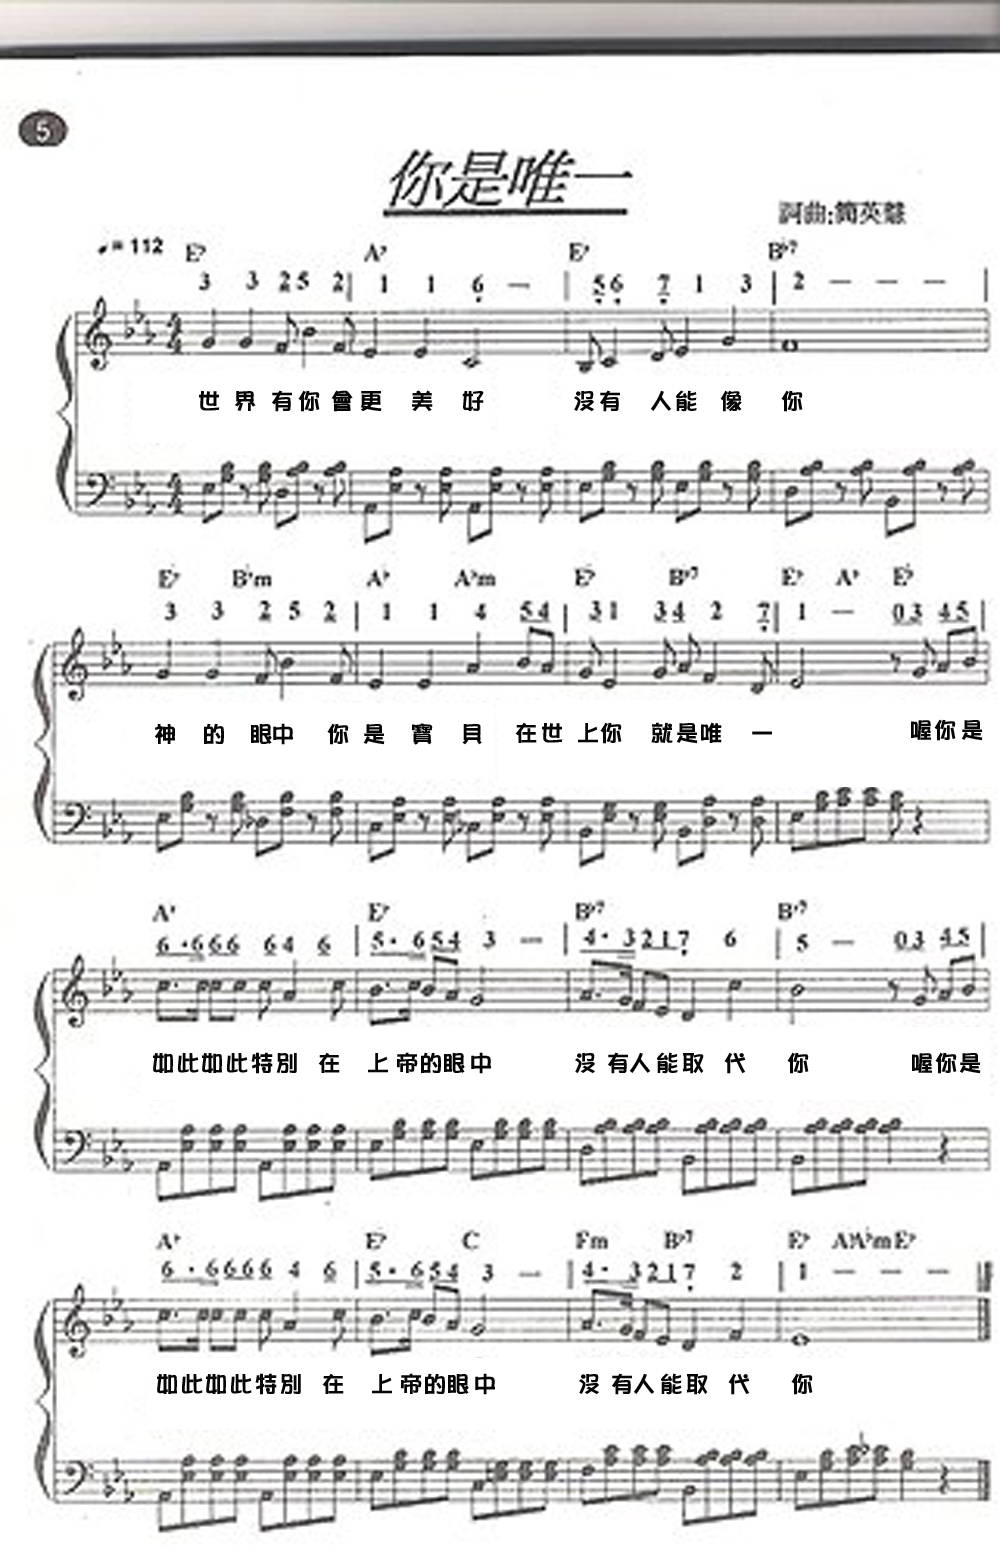 5
你是唯一
詞曲:簡英慧
♩= 112 E♭ A♭ E♭ B♭7
3 3 2 5 2 | 1 1 6 — | 5 6 7 1 3 | 2 — — — |
世界有你會更美好 沒有人能像你
E♭ B♭m A♭ A♭m E♭ B♭7 E♭ A♭ E♭
3 3 2 5 2 | 1 1 4 5 4 | 3 1 3 4 2 7 | 1 — 0 3 4 5 |
神的眼中你是寶貝在世上你就是唯一 喔你是
A♭ E♭ B♭7 B♭7
6 · 6 6 6 6 4 6 | 5 · 6 5 4 3 — | 4 · 3 2 1 7 6 | 5 — 0 3 4 5 |
如此如此特別在上帝的眼中 沒有人能取代你 喔你是
A♭ E♭ C Fm B♭7 E♭ A♭ A♭m E♭
6 · 6 6 6 6 4 6 | 5 · 6 5 4 3 — | 4 · 3 2 1 7 2 | 1 — — — ‖
如此如此特別在上帝的眼中 沒有人能取代你